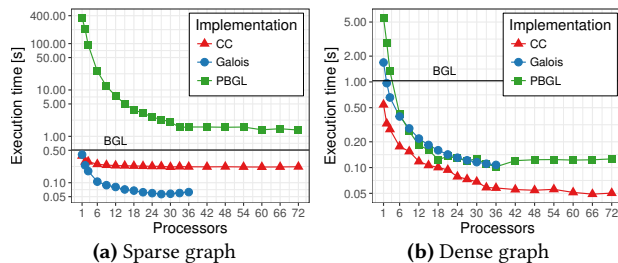 Execution time [s]
400.00
200.00
100.00
50.00
10.00
5.00
1.00
0.50
0.10
0.05
BGL
Implementation
CC
Galois
PBGL
1 6 12 18 24 30 36 42 48 54 60 66 72
Processors
(a) Sparse graph
Execution time [s]
5.00
1.00
0.50
0.10
0.05
BGL
Implementation
CC
Galois
PBGL
1 6 12 18 24 30 36 42 48 54 60 66 72
Processors
(b) Dense graph